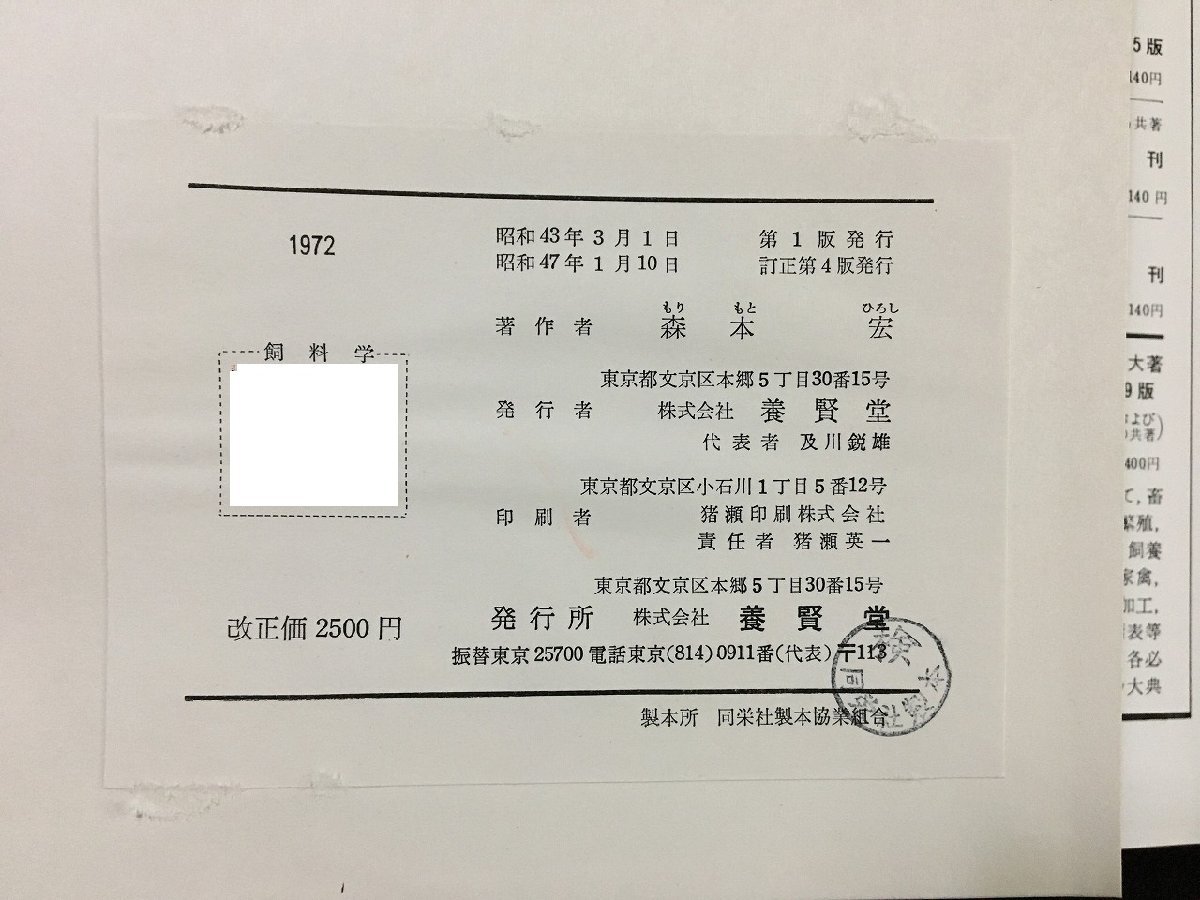 1972
昭和43年3月1日 第1版発行
昭和47年1月10日 訂正第4版発行
もり もと ひろし
著作者 森本 宏
飼料学
東京都文京区本郷5丁目30番15号
発行者 株式会社 養賢堂
代表者 及川鋭雄
東京都文京区小石川1丁目5番12号
印刷者 猪瀬印刷株式会社
責任者 猪瀬英一
東京都文京区本郷5丁目30番15号
発行所 株式会社 養賢堂
改正価2500円
振替東京25700電話東京(814)0911番(代表)〒113
製本所 同栄社製本協業組合
検
5版
140円
共著
刊
140円
刊
140円
大著
9版
および
共著)
400円
て,畜
繁殖,
飼養
家禽,
加工,
表等
各必
大典